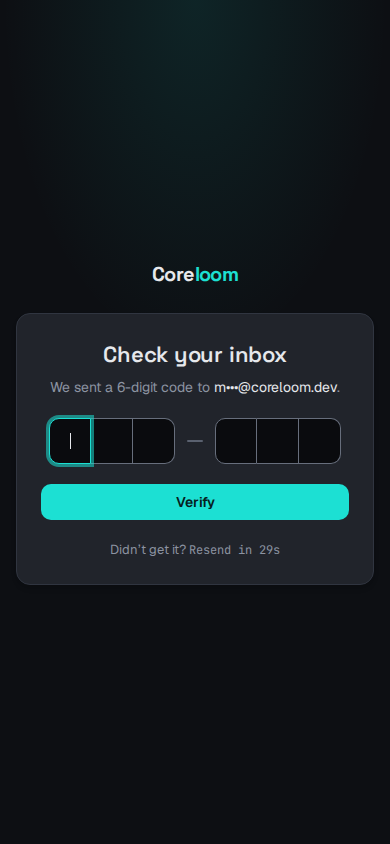 Coreloom
Check your inbox
We sent a 6-digit code to m•••@coreloom.dev.
Verify
Didn't get it? Resend in 29s